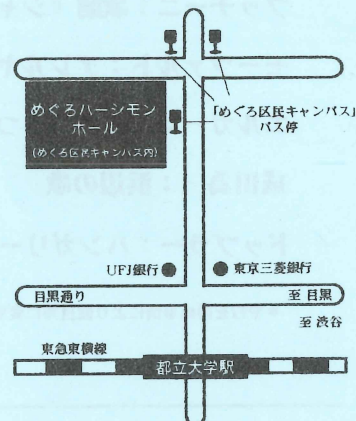 「めぐろ区民キャンパス」
バス停
めぐろパーシモン
ホール
(めぐろ区民キャンパス内)
UFJ銀行
東京三菱銀行
目黒通り
至 目黒
至 渋谷
東急東横線
都立大学駅